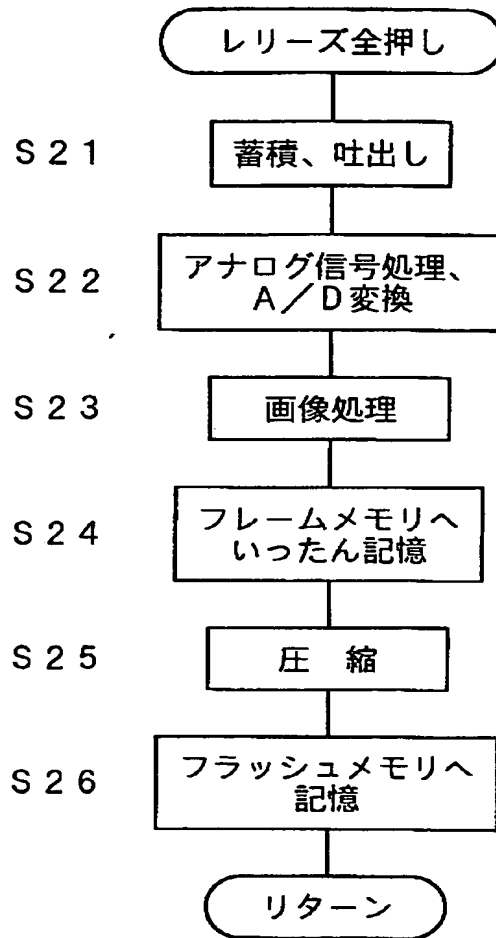 レリーズ全押し
S21
蓄積、吐出し
S22
アナログ信号処理、
A／D変換
S23
画像処理
S24
フレームメモリへ
いったん記憶
S25
圧　縮
S26
フラッシュメモリへ
記憶
リターン